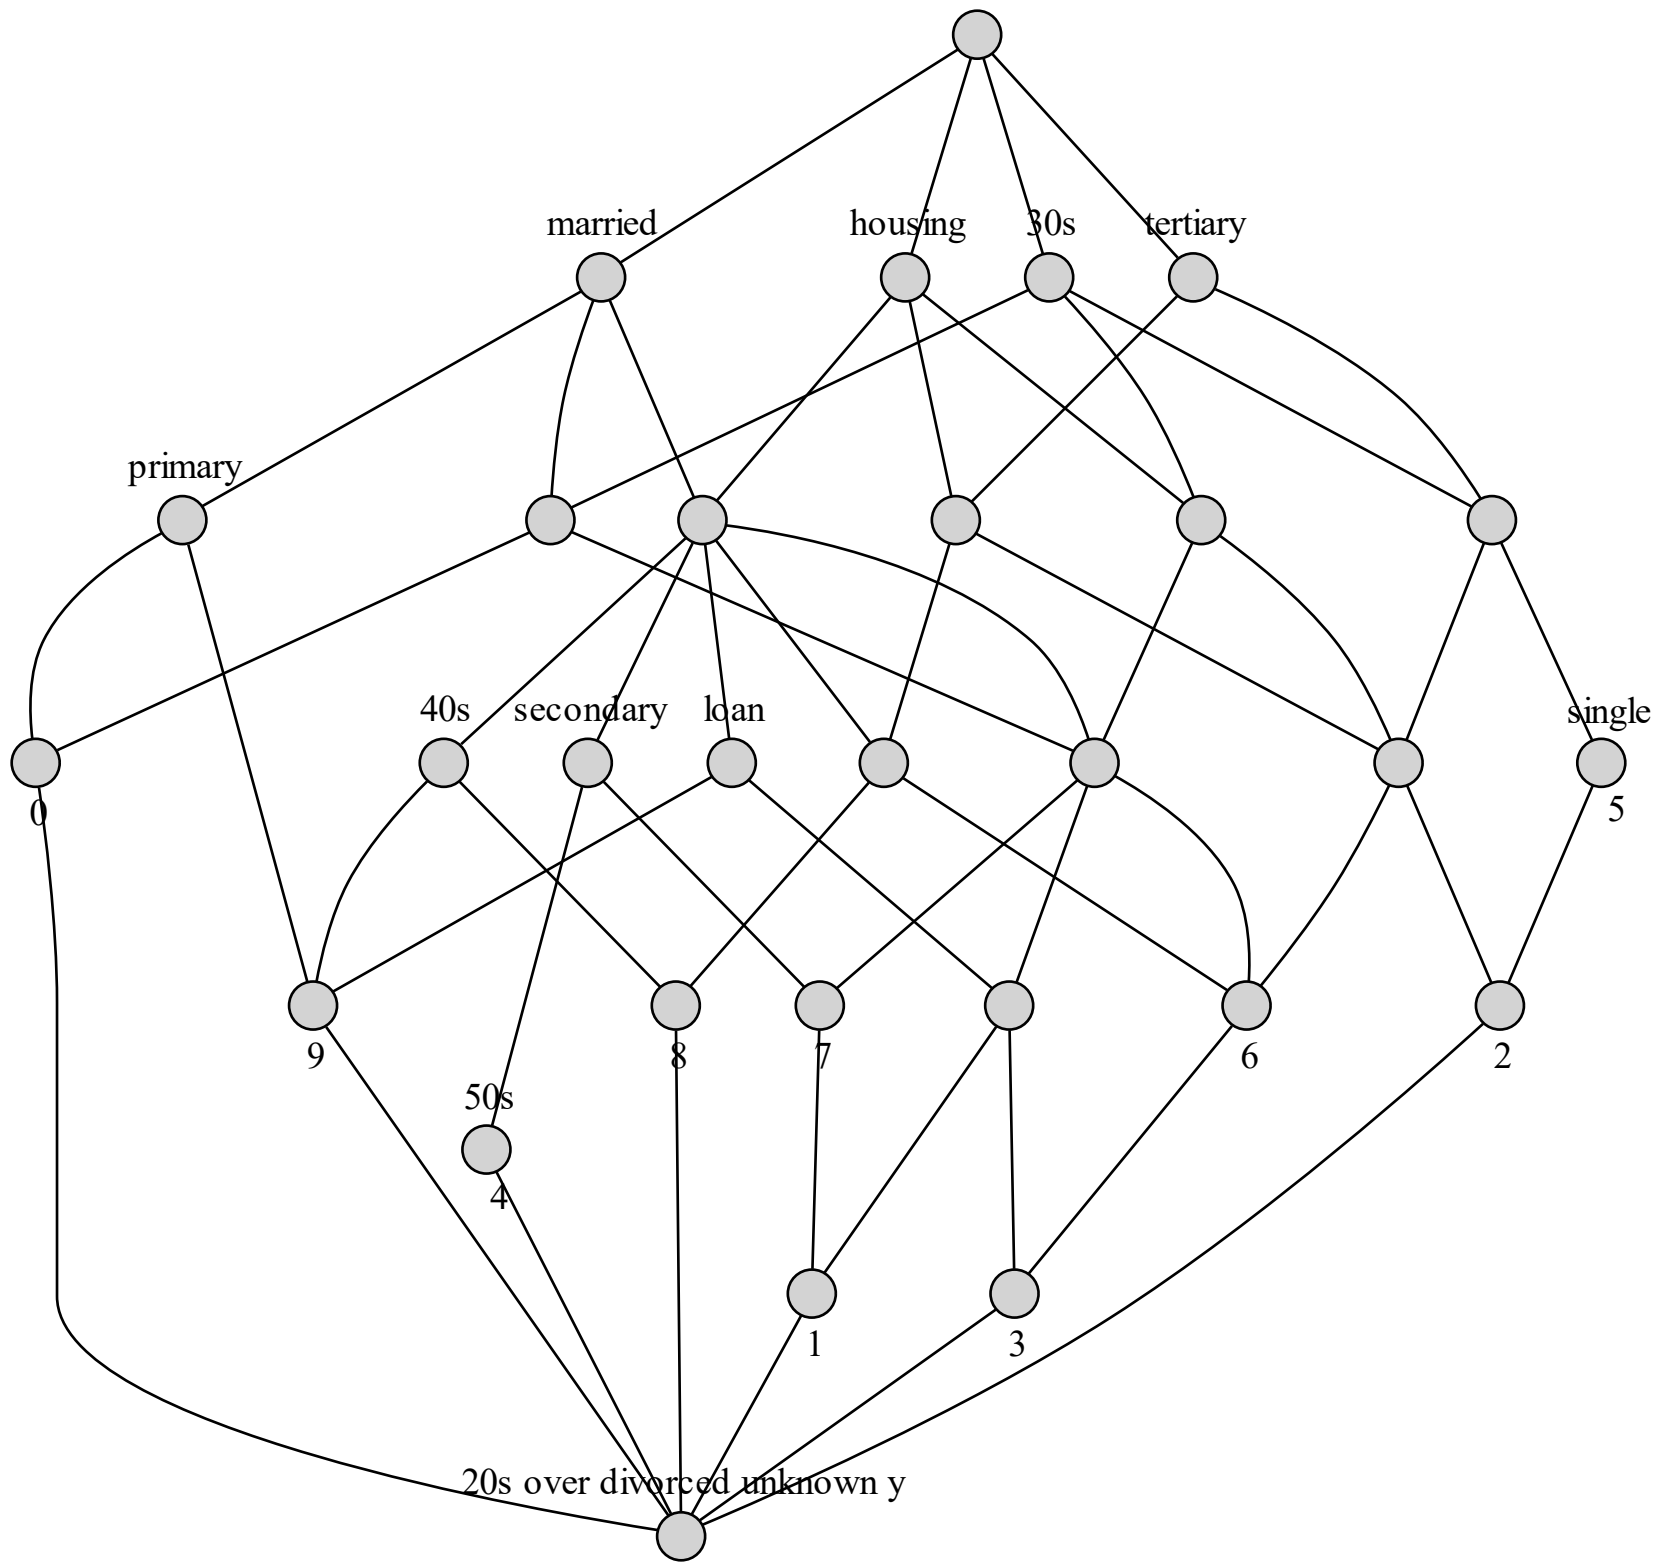 married housing 30s tertiary
primary
40s secondary loan single
0 5
9 8 7 6 2
50s
4
1 3
20s over divorced unknown y